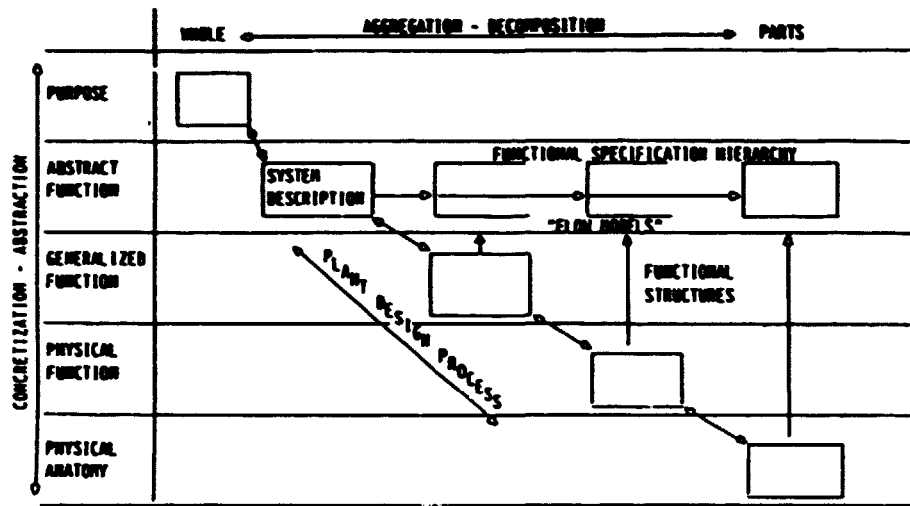 AGGREGATION - DECOMPOSITION
WHOLE
PARTS
PURPOSE
ABSTRACT
FUNCTION
SYSTEM
DESCRIPTION
FUNCTIONAL SPECIFICATION HIERARCHY
"FLOW MODELS"
GENERALIZED
FUNCTION
FUNCTIONAL
STRUCTURES
PLANT DESIGN PROCESS
PHYSICAL
FUNCTION
PHYSICAL
ANATOMY
CONCRETIZATION - ABSTRACTION